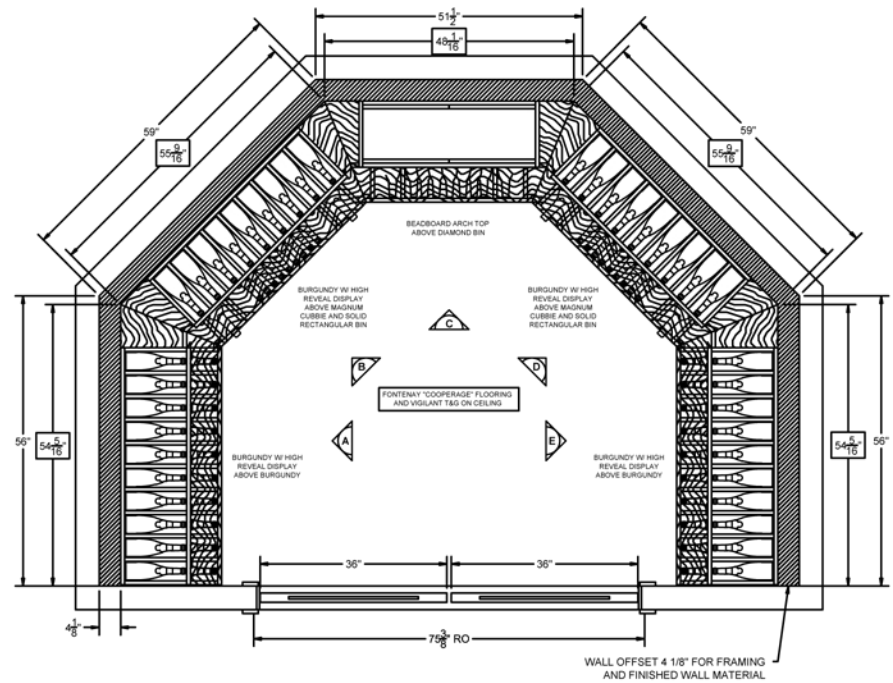 51 1/2"
48 1/16"
59"
55 9/16"
59"
55 9/16"
BEADBOARD ARCH TOP
ABOVE DIAMOND BIN
BURGUNDY W/ HIGH
REVEAL DISPLAY
ABOVE MAGNUM
CUBBIE AND SOLID
RECTANGULAR BIN
BURGUNDY W/ HIGH
REVEAL DISPLAY
ABOVE MAGNUM
CUBBIE AND SOLID
RECTANGULAR BIN
C
B
D
FONTENAY "COOPERAGE" FLOORING
AND VIGILANT T&G ON CEILING
A
E
56"
54 5/16"
54 5/16"
56"
BURGUNDY W/ HIGH
REVEAL DISPLAY
ABOVE BURGUNDY
BURGUNDY W/ HIGH
REVEAL DISPLAY
ABOVE BURGUNDY
36"
36"
4 1/8"
75 3/8" RO
WALL OFFSET 4 1/8" FOR FRAMING
AND FINISHED WALL MATERIAL